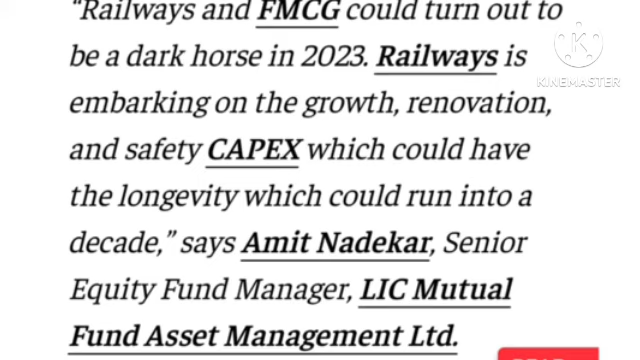 "Railways and FMCG could turn out to
be a dark horse in 2023. Railways is
embarking on the growth, renovation,
and safety CAPEX which could have
the longevity which could run into a
decade," says Amit Nadekar, Senior
Equity Fund Manager, LIC Mutual
Fund Asset Management Ltd.
KINEMASTER